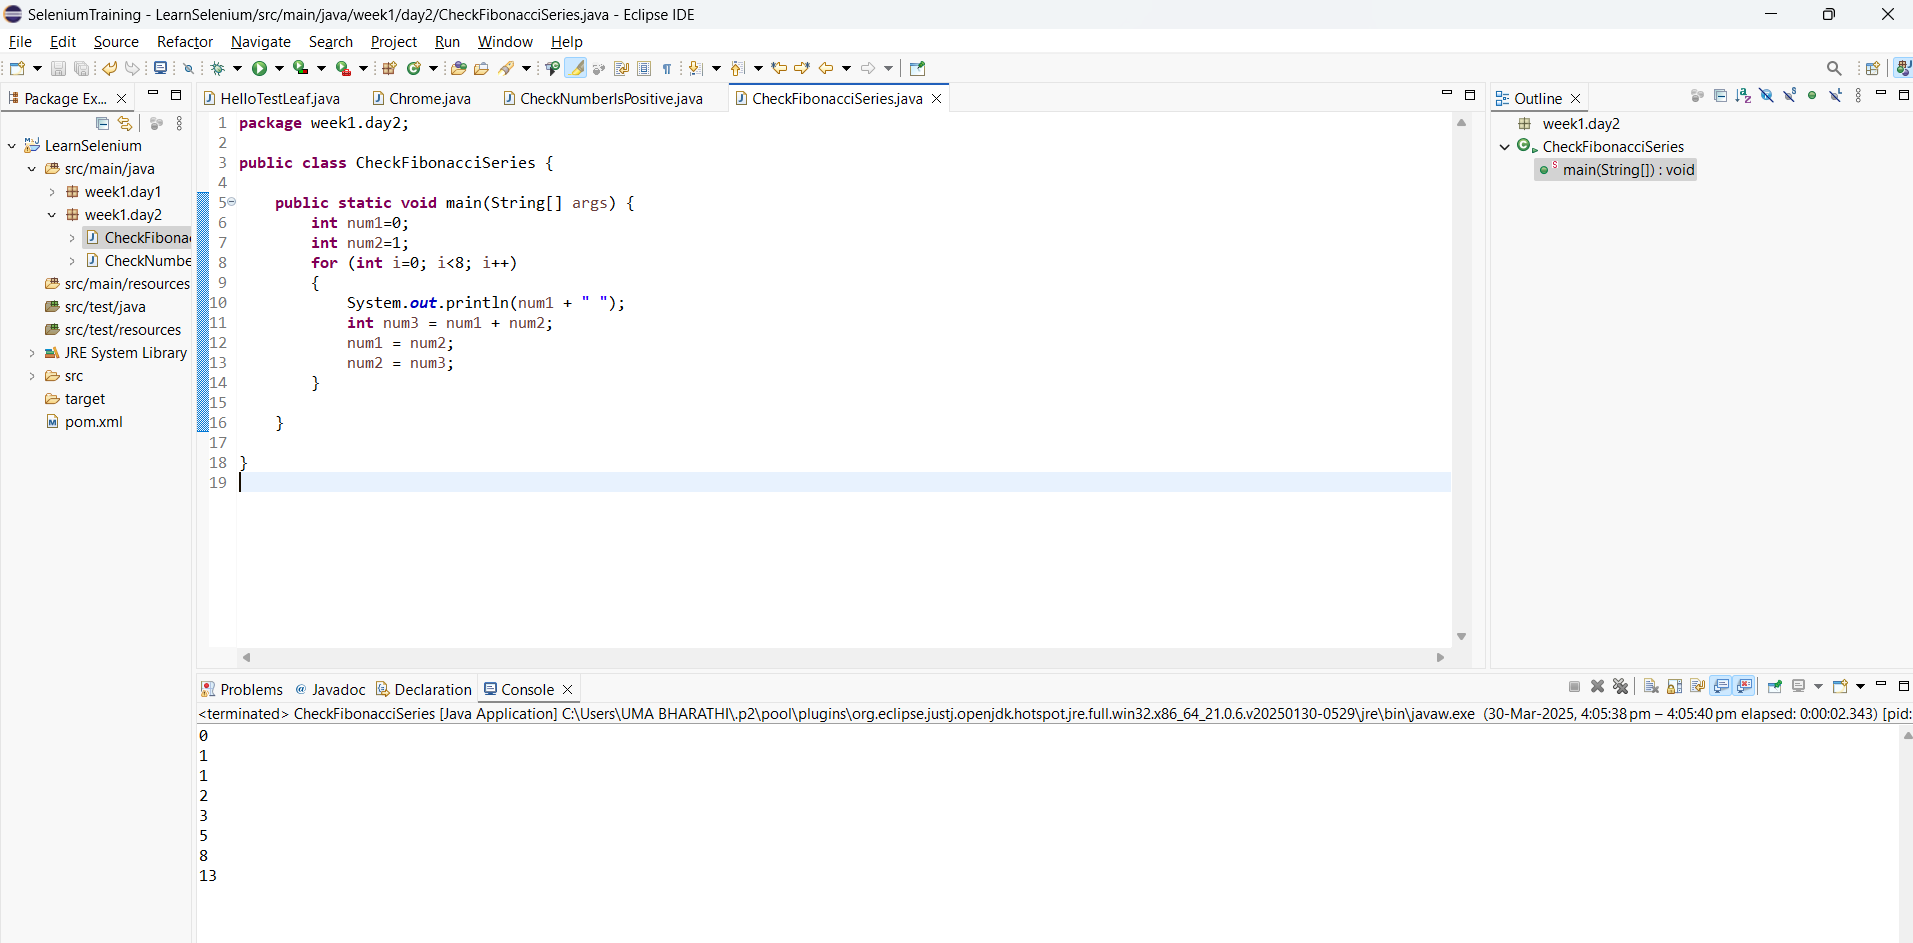 SeleniumTraining - LearnSelenium/src/main/java/week1/day2/CheckFibonacciSeries.java - Eclipse IDE
File Edit Source Refactor Navigate Search Project Run Window Help
Package Ex...
HelloTestLeaf.java Chrome.java CheckNumberIsPositive.java CheckFibonacciSeries.java
LearnSelenium
src/main/java
week1.day1
week1.day2
CheckFibonac
CheckNumbe
src/main/resources
src/test/java
src/test/resources
JRE System Library
src
target
pom.xml
1 package week1.day2;
2
3 public class CheckFibonacciSeries {
4
5 public static void main(String[] args) {
6 int num1=0;
7 int num2=1;
8 for (int i=0; i<8; i++)
9 {
10 System.out.println(num1 + " ");
11 int num3 = num1 + num2;
12 num1 = num2;
13 num2 = num3;
14 }
15
16 }
17
18 }
19
Outline
week1.day2
CheckFibonacciSeries
main(String[]) : void
Problems @ Javadoc Declaration Console
<terminated> CheckFibonacciSeries [Java Application] C:\Users\UMA BHARATHI\.p2\pool\plugins\org.eclipse.justj.openjdk.hotspot.jre.full.win32.x86_64_21.0.6.v20250130-0529\jre\bin\javaw.exe (30-Mar-2025, 4:05:38 pm – 4:05:40 pm elapsed: 0:00:02.343) [pid:
0
1
1
2
3
5
8
13